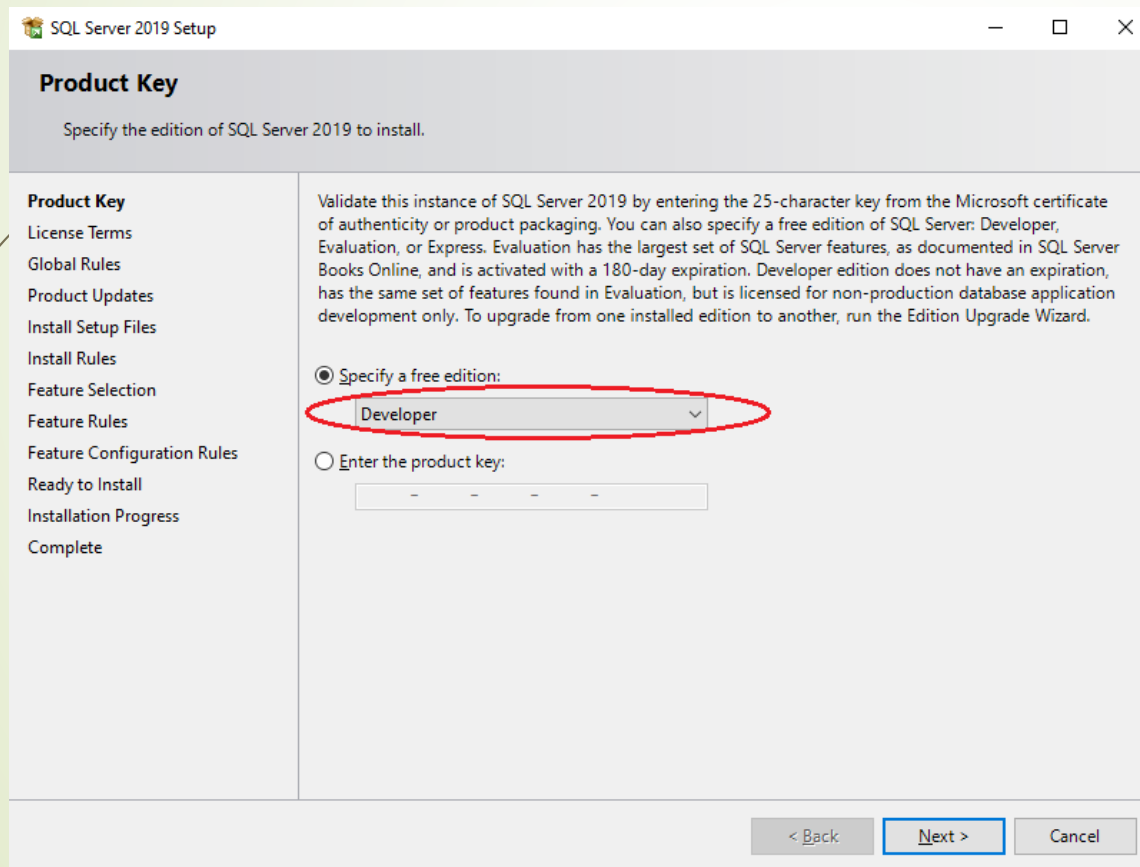 SQL Server 2019 Setup
Product Key
Specify the edition of SQL Server 2019 to install.
Product Key
License Terms
Global Rules
Product Updates
Install Setup Files
Install Rules
Feature Selection
Feature Rules
Feature Configuration Rules
Ready to Install
Installation Progress
Complete
Validate this instance of SQL Server 2019 by entering the 25-character key from the Microsoft certificate
of authenticity or product packaging. You can also specify a free edition of SQL Server: Developer,
Evaluation, or Express. Evaluation has the largest set of SQL Server features, as documented in SQL Server
Books Online, and is activated with a 180-day expiration. Developer edition does not have an expiration,
has the same set of features found in Evaluation, but is licensed for non-production database application
development only. To upgrade from one installed edition to another, run the Edition Upgrade Wizard.
Specify a free edition:
Developer
Enter the product key:
- - - -
< Back Next > Cancel